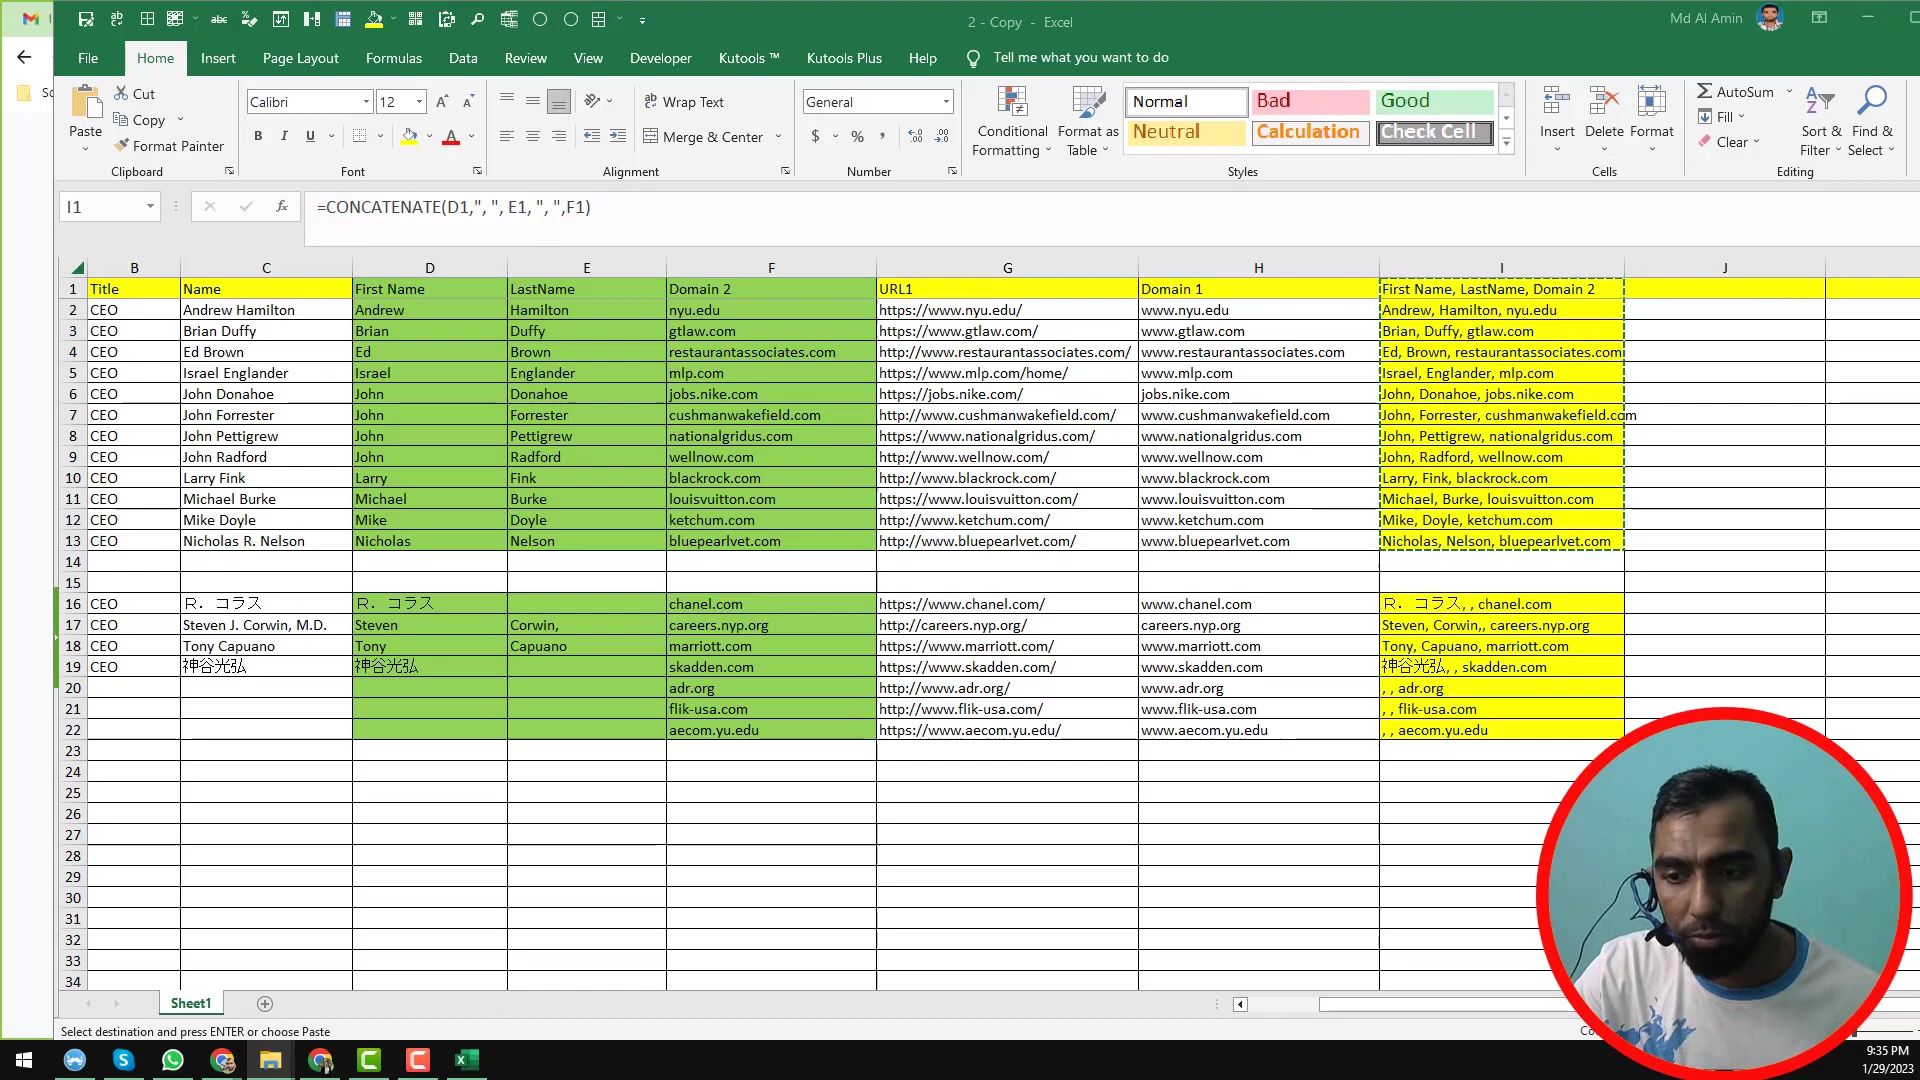 2 - Copy - Excel
Md Al Amin
File Home Insert Page Layout Formulas Data Review View Developer Kutools ™ Kutools Plus Help Tell me what you want to do
Paste
Cut
Copy
Format Painter
Clipboard
Calibri 12
B I U
Font
Wrap Text
Merge & Center
Alignment
General
$ % ,
Number
Conditional Formatting
Format as Table
Normal Bad Good
Neutral Calculation Check Cell
Styles
Insert Delete Format
Cells
AutoSum
Fill
Clear
Sort & Filter
Find & Select
Editing
I1 fx =CONCATENATE(D1,", ", E1, ", ",F1)
B C D E F G H I J
1 Title Name First Name LastName Domain 2 URL1 Domain 1 First Name, LastName, Domain 2
2 CEO Andrew Hamilton Andrew Hamilton nyu.edu https://www.nyu.edu/ www.nyu.edu Andrew, Hamilton, nyu.edu
3 CEO Brian Duffy Brian Duffy gtlaw.com https://www.gtlaw.com/ www.gtlaw.com Brian, Duffy, gtlaw.com
4 CEO Ed Brown Ed Brown restaurantassociates.com http://www.restaurantassociates.com/ www.restaurantassociates.com Ed, Brown, restaurantassociates.com
5 CEO Israel Englander Israel Englander mlp.com https://www.mlp.com/home/ www.mlp.com Israel, Englander, mlp.com
6 CEO John Donahoe John Donahoe jobs.nike.com https://jobs.nike.com/ jobs.nike.com John, Donahoe, jobs.nike.com
7 CEO John Forrester John Forrester cushmanwakefield.com http://www.cushmanwakefield.com/ www.cushmanwakefield.com John, Forrester, cushmanwakefield.com
8 CEO John Pettigrew John Pettigrew nationalgridus.com https://www.nationalgridus.com/ www.nationalgridus.com John, Pettigrew, nationalgridus.com
9 CEO John Radford John Radford wellnow.com http://www.wellnow.com/ www.wellnow.com John, Radford, wellnow.com
10 CEO Larry Fink Larry Fink blackrock.com http://www.blackrock.com/ www.blackrock.com Larry, Fink, blackrock.com
11 CEO Michael Burke Michael Burke louisvuitton.com https://www.louisvuitton.com/ www.louisvuitton.com Michael, Burke, louisvuitton.com
12 CEO Mike Doyle Mike Doyle ketchum.com http://www.ketchum.com/ www.ketchum.com Mike, Doyle, ketchum.com
13 CEO Nicholas R. Nelson Nicholas Nelson bluepearlvet.com http://www.bluepearlvet.com/ www.bluepearlvet.com Nicholas, Nelson, bluepearlvet.com
14
15
16 CEO Ｒ．コラス Ｒ．コラス chanel.com https://www.chanel.com/ www.chanel.com Ｒ．コラス, , chanel.com
17 CEO Steven J. Corwin, M.D. Steven Corwin, careers.nyp.org http://careers.nyp.org/ careers.nyp.org Steven, Corwin,, careers.nyp.org
18 CEO Tony Capuano Tony Capuano marriott.com https://www.marriott.com/ www.marriott.com Tony, Capuano, marriott.com
19 CEO 神谷光弘 神谷光弘 skadden.com https://www.skadden.com/ www.skadden.com 神谷光弘, , skadden.com
20 adr.org http://www.adr.org/ www.adr.org , , adr.org
21 flik-usa.com http://www.flik-usa.com/ www.flik-usa.com , , flik-usa.com
22 aecom.yu.edu https://www.aecom.yu.edu/ www.aecom.yu.edu , , aecom.yu.edu
23
24
25
26
27
28
29
30
31
32
33
34
Sheet1
Select destination and press ENTER or choose Paste
9:35 PM
1/29/2023